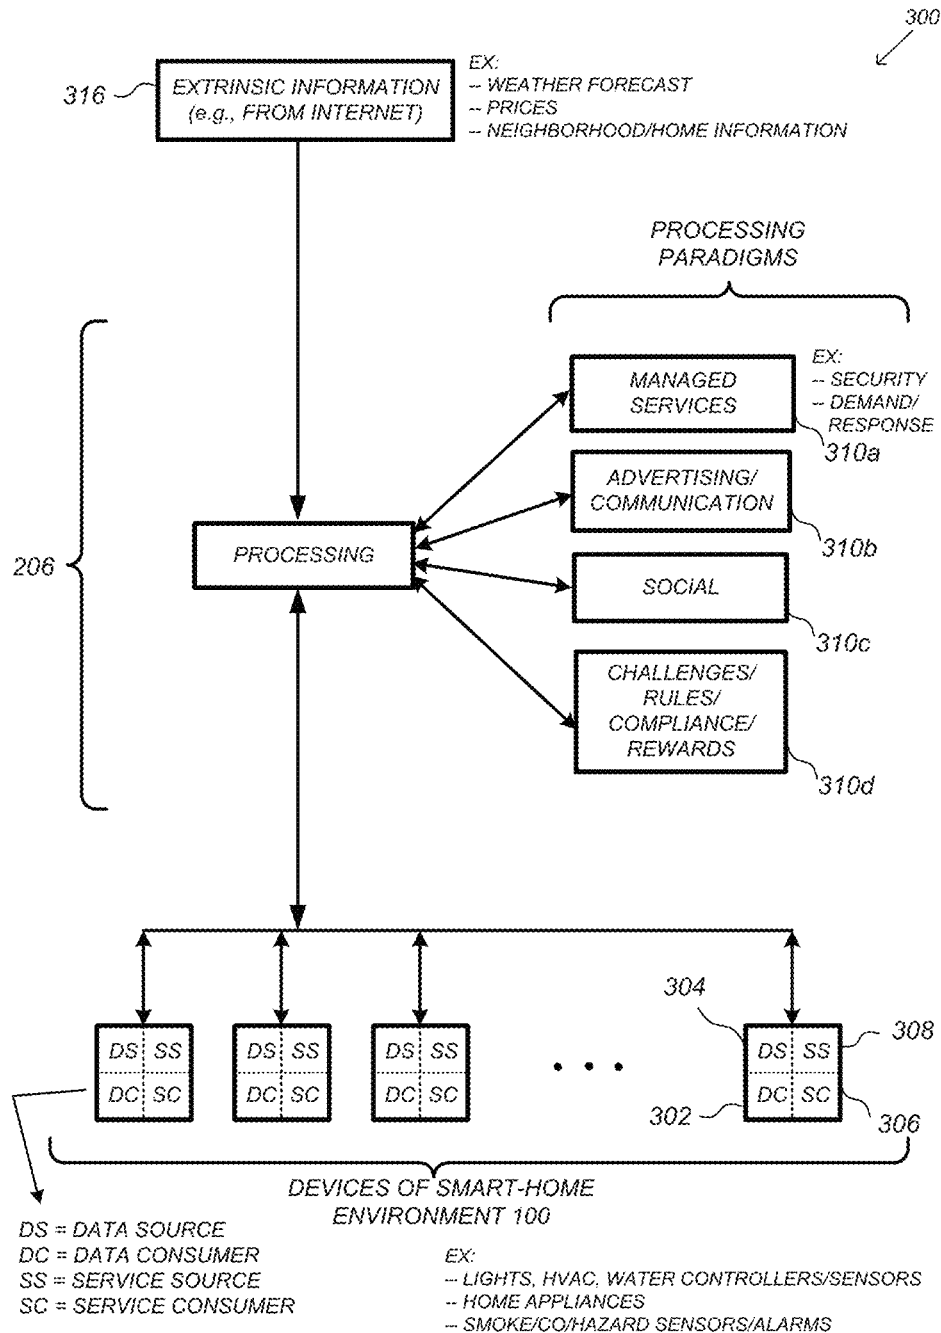 300
316
EXTRINSIC INFORMATION
(e.g., FROM INTERNET)
EX:
-- WEATHER FORECAST
-- PRICES
-- NEIGHBORHOOD/HOME INFORMATION
PROCESSING
PARADIGMS
206
PROCESSING
MANAGED
SERVICES
EX:
-- SECURITY
-- DEMAND/
RESPONSE
310a
ADVERTISING/
COMMUNICATION
310b
SOCIAL
310c
CHALLENGES/
RULES/
COMPLIANCE/
REWARDS
310d
DS SS
DC SC
DS SS
DC SC
DS SS
DC SC
304
308
DS SS
DC SC
302
306
DEVICES OF SMART-HOME
ENVIRONMENT 100
DS = DATA SOURCE
DC = DATA CONSUMER
SS = SERVICE SOURCE
SC = SERVICE CONSUMER
EX:
-- LIGHTS, HVAC, WATER CONTROLLERS/SENSORS
-- HOME APPLIANCES
-- SMOKE/CO/HAZARD SENSORS/ALARMS